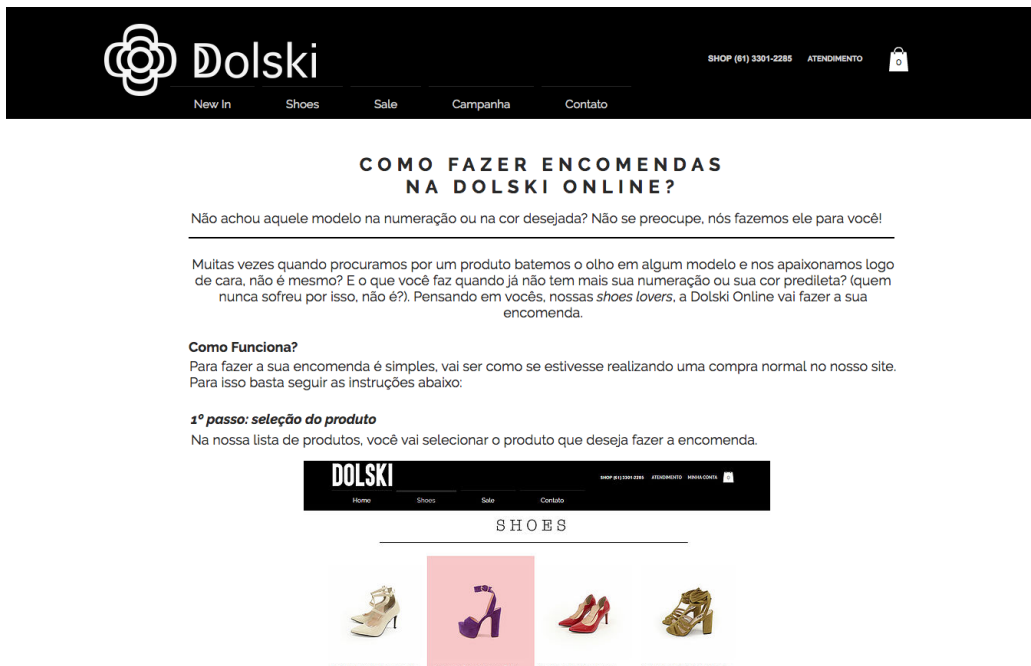 Dolski
SHOP (61) 3301-2285 ATENDIMENTO 0
New In Shoes Sale Campanha Contato
COMO FAZER ENCOMENDAS
NA DOLSKI ONLINE?
Não achou aquele modelo na numeração ou na cor desejada? Não se preocupe, nós fazemos ele para você!
Muitas vezes quando procuramos por um produto batemos o olho em algum modelo e nos apaixonamos logo
de cara, não é mesmo? E o que você faz quando já não tem mais sua numeração ou sua cor predileta? (quem
nunca sofreu por isso, não é?). Pensando em vocês, nossas shoes lovers, a Dolski Online vai fazer a sua
encomenda.
Como Funciona?
Para fazer a sua encomenda é simples, vai ser como se estivesse realizando uma compra normal no nosso site.
Para isso basta seguir as instruções abaixo:
1º passo: seleção do produto
Na nossa lista de produtos, você vai selecionar o produto que deseja fazer a encomenda.
DOLSKI
SHOP (61) 3301-2285 ATENDIMENTO MINHA CONTA 0
Home Shoes Sale Contato
SHOES